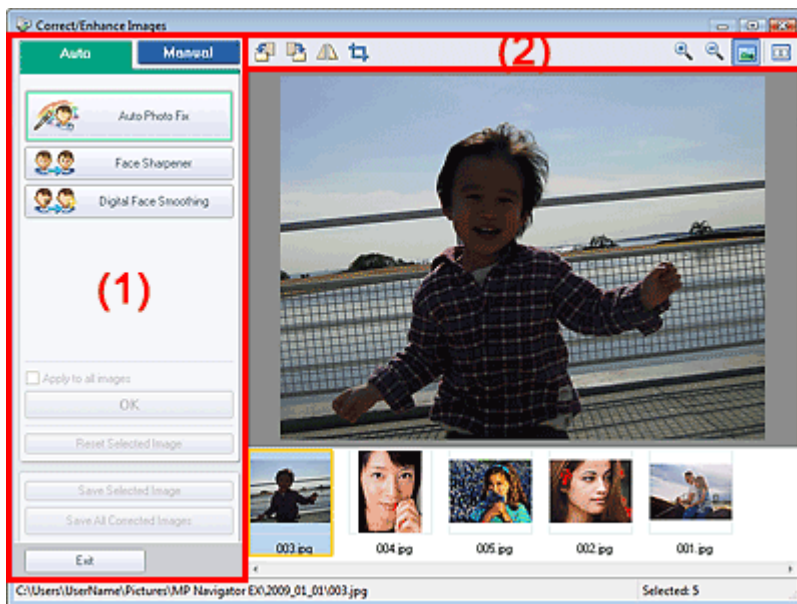 Correct/Enhance Images
Auto Manual
(2)
Auto Photo Fix
Face Sharpener
Digital Face Smoothing
(1)
Apply to all images
OK
Reset Selected Image
Save Selected Image
Save All Corrected Images
Exit
003.jpg 004.jpg 005.jpg 002.jpg 001.jpg
C:\Users\UserName\Pictures\MP Navigator EX\2009_01_01\003.jpg Selected: 5